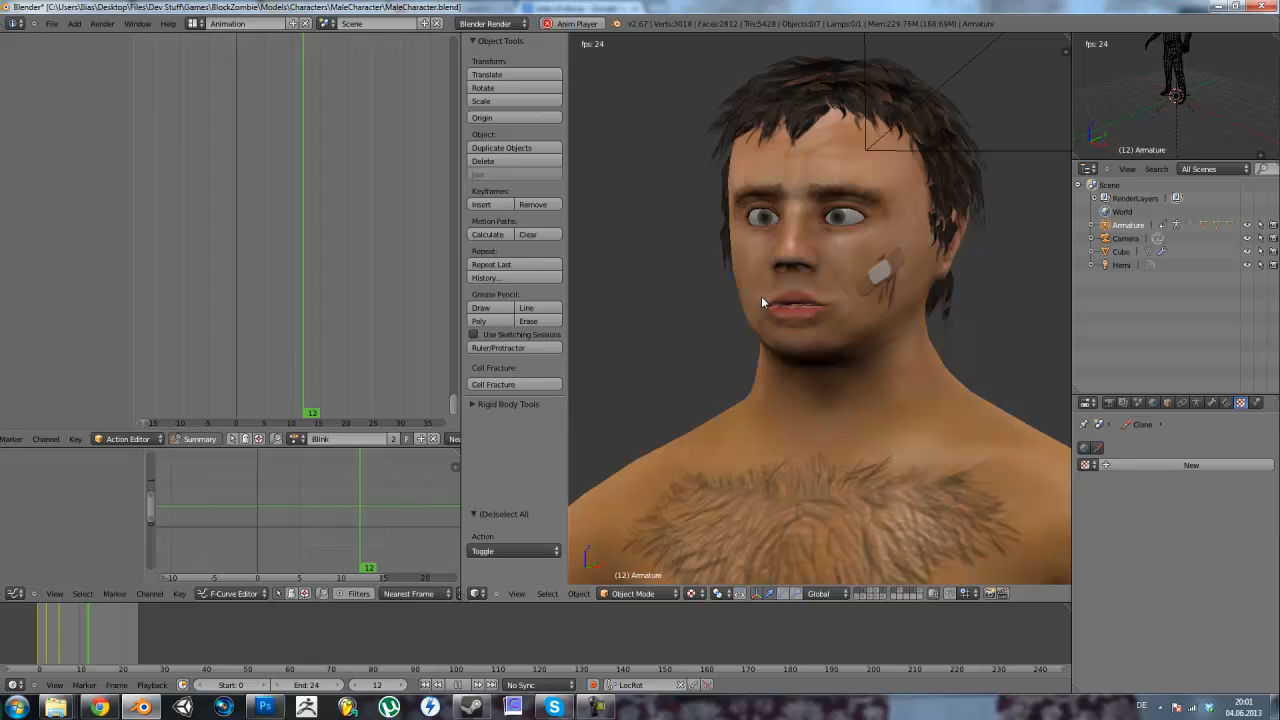 Blender* [C:\Users\Ilias\Desktop\Files\Dev Stuff\Games\BlockZombie\Models\Characters\MaleCharacter\MaleCharacter.blend]
File Add Window Help Animation Scene Blender Render Anim Player v2.67 | Verts:3018 | Faces:2812 | Tris:5428 | Objects:0/7 | Lamps:0/1 | Mem:229.76M (168.69M) | Armature
Object Tools
fps: 24
fps: 24
Transform:
Translate
Rotate
Scale
Origin
Object:
Duplicate Objects
Delete
Join
Keyframes:
Insert Remove
Motion Paths:
Calculate Clear
Repeat:
Repeat Last
History...
Grease Pencil:
Draw Line
Poly Erase
Use Sketching Sessions
Ruler/Protractor
Cell Fracture:
Cell Fracture
Rigid Body Tools
(De)select All
Action
Toggle
(12) Armature
(12) Armature
View Search All Scenes
Scene
RenderLayers
World
Armature
Camera
Cube
Hemi
Clone
New
12
-15 -10 -5 0 5 10 15 20 25 30 35
Marker Channel Key Action Editor Summary Blink 2 F
12
-10 -5 0 5 10 15 20
View Select Marker Channel Key F-Curve Editor Filters Nearest Frame
View Select Object Object Mode Global
0 10 20 30 40 50 60 70 80 90 100 110 120 130 140 150 160 170 180 190 200 210 220 230 240
View Marker Frame Playback Start: 0 End: 24 12 No Sync LocRot
DE
20:01
04.06.2013